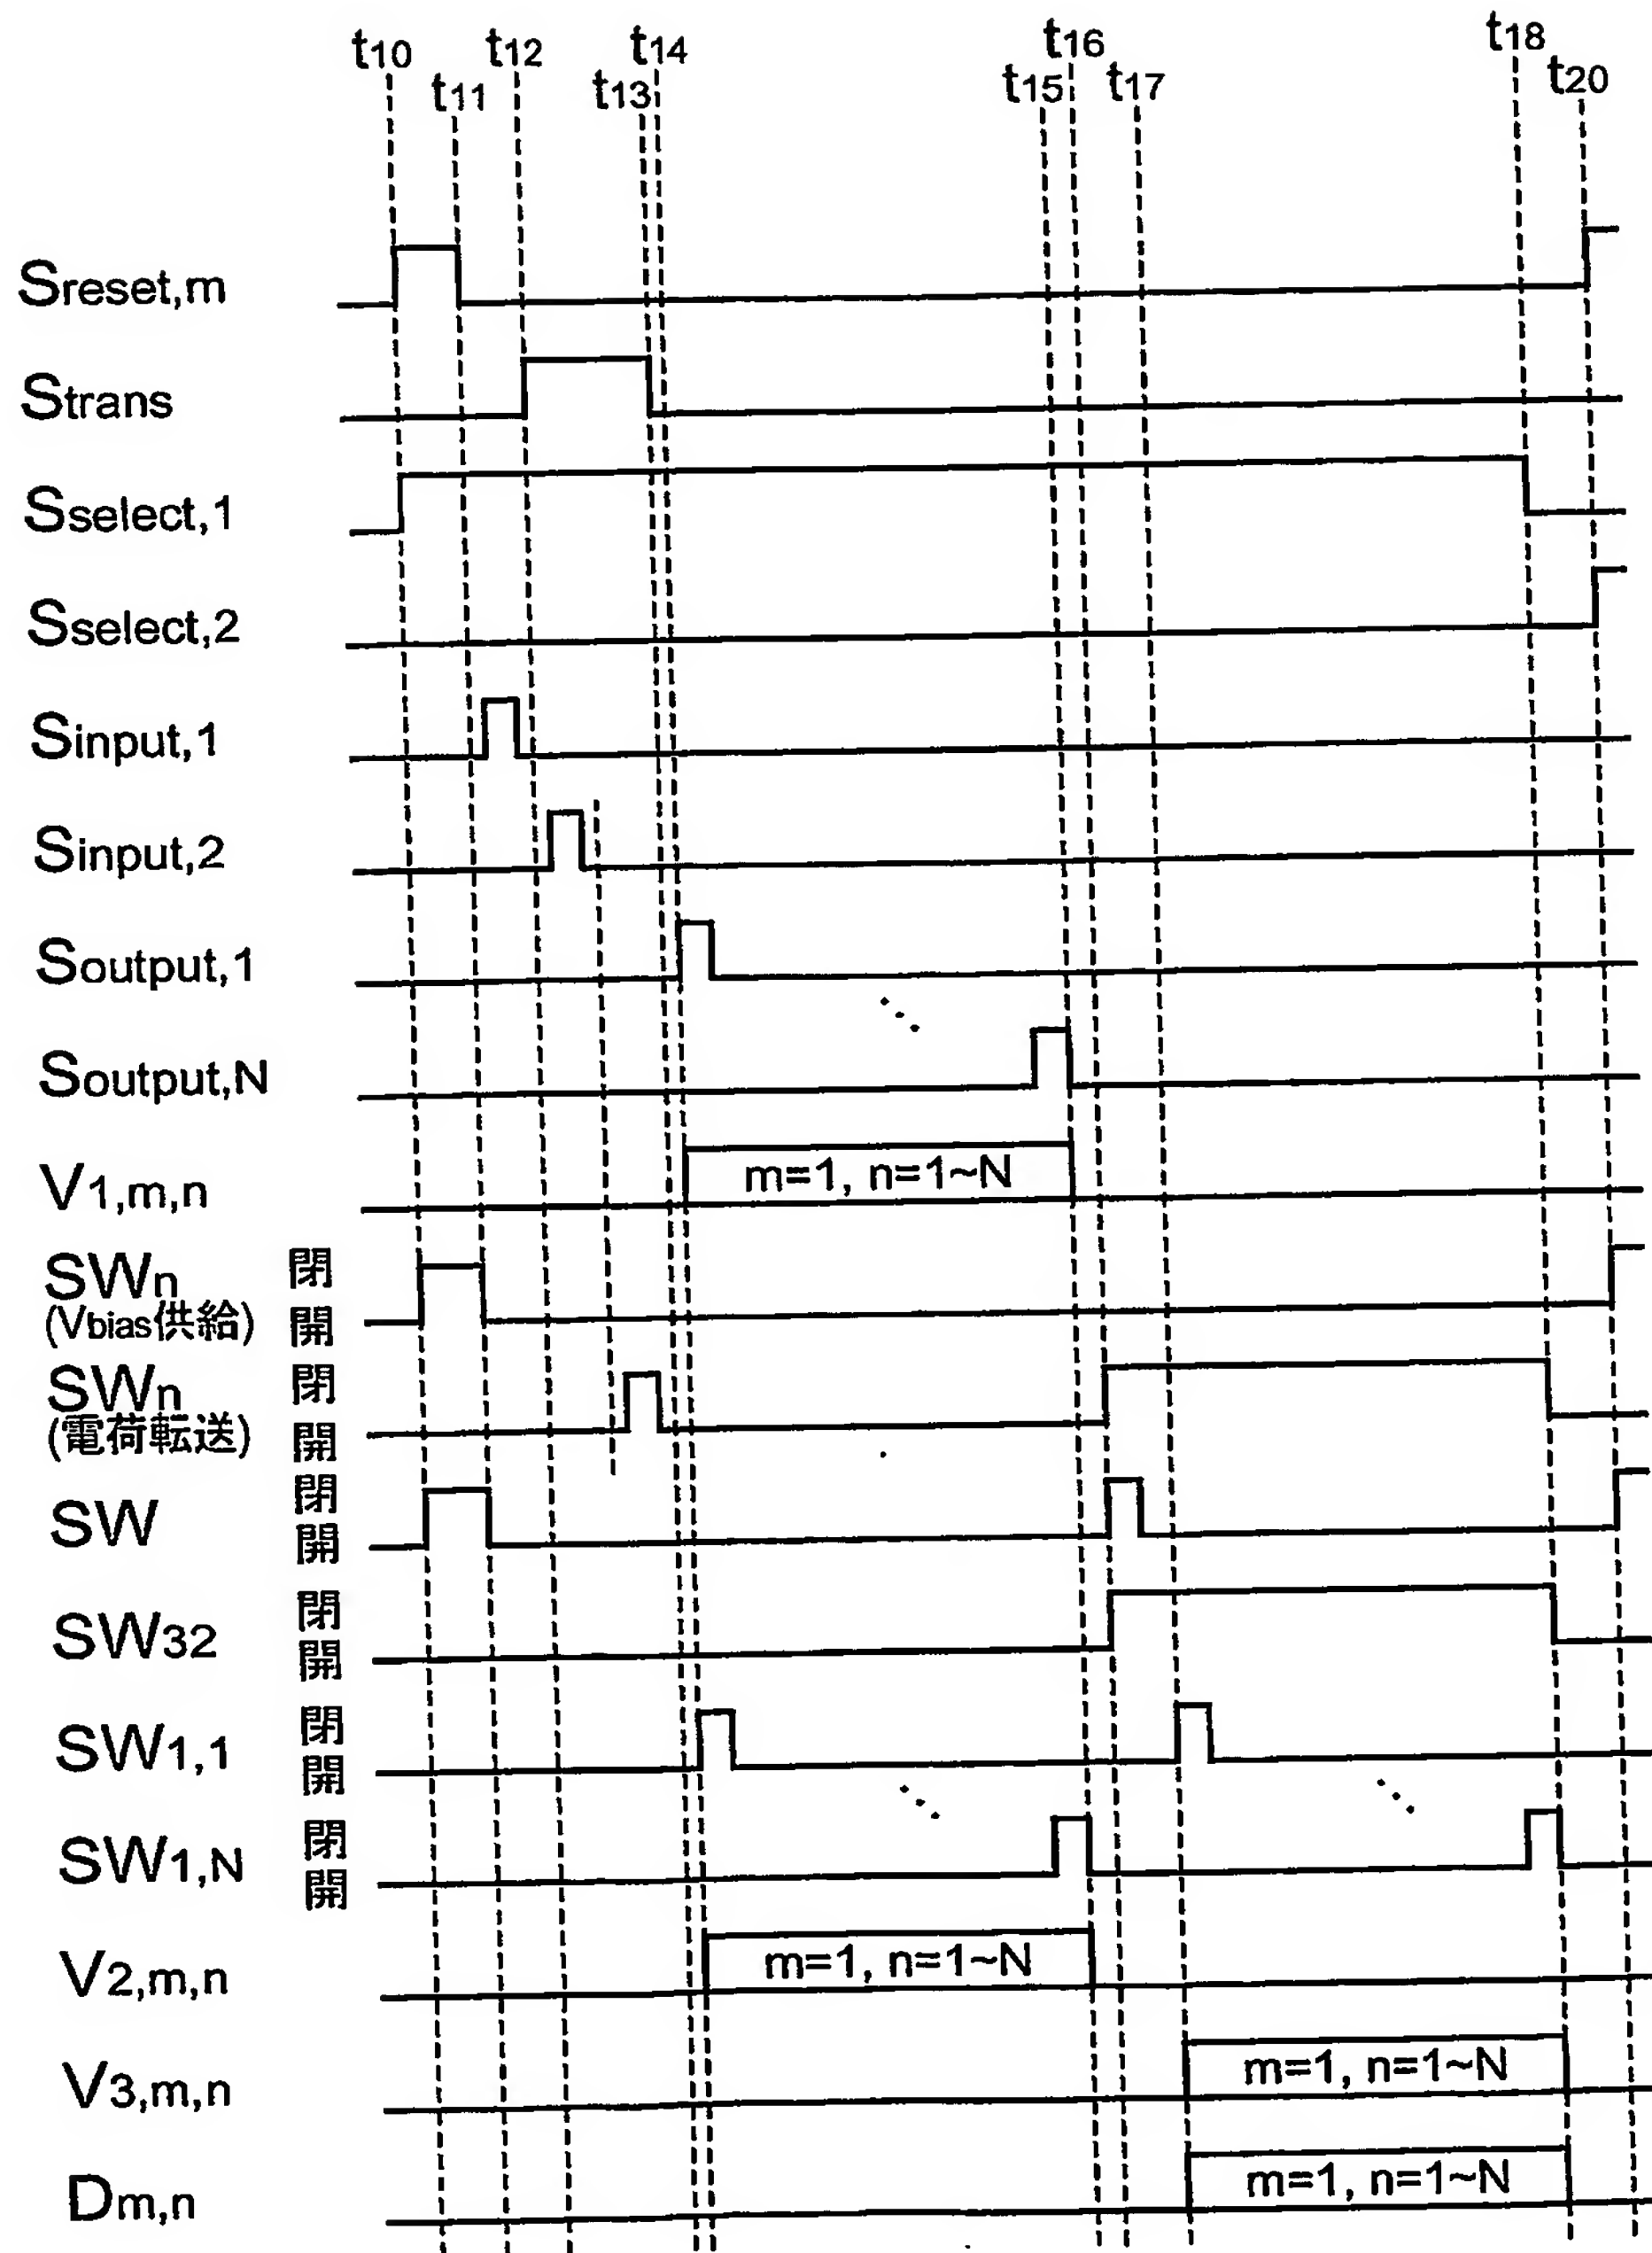 t10 t12 t14 t16 t18
t11 t13 t15 t17 t20
Sreset,m
Strans
Sselect,1
Sselect,2
Sinput,1
Sinput,2
Soutput,1
Soutput,N
V1,m,n m=1, n=1~N
SWn 閉
(Vbias供給) 開
SWn 閉
(電荷転送) 開
SW 閉
開
SW32 閉
開
SW1,1 閉
開
SW1,N 閉
開
V2,m,n m=1, n=1~N
V3,m,n m=1, n=1~N
Dm,n m=1, n=1~N